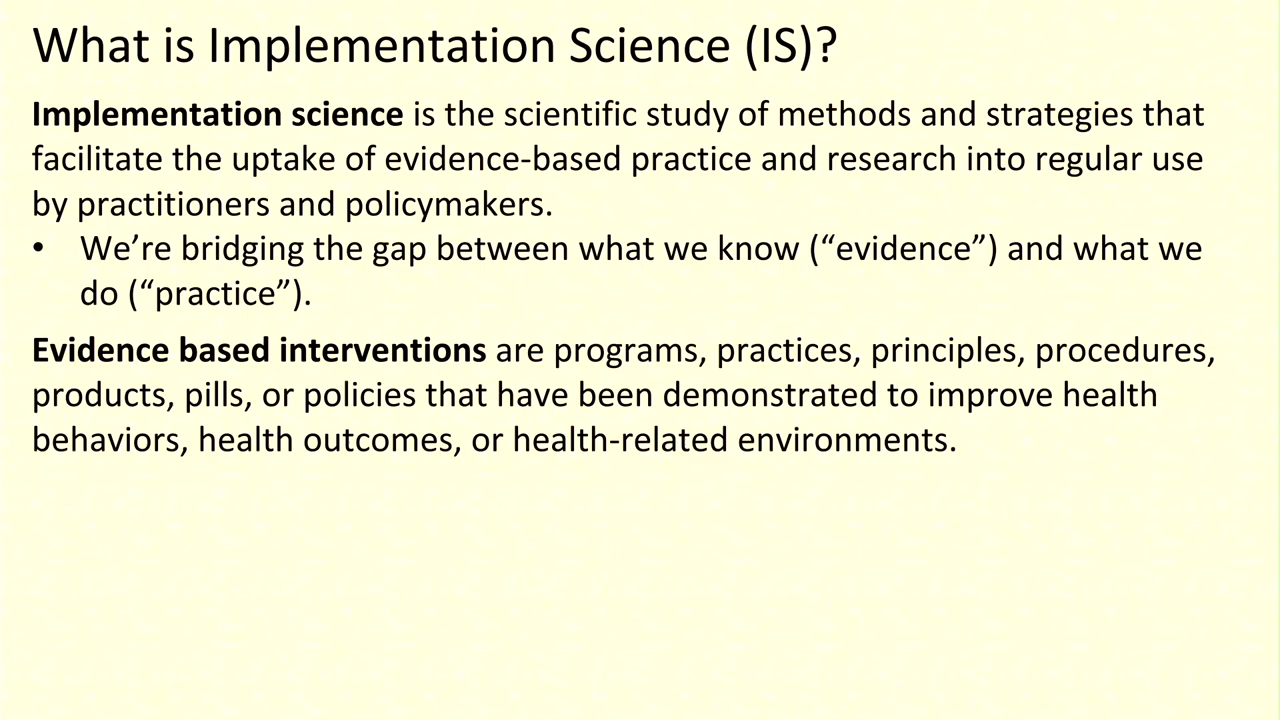 What is Implementation Science (IS)?
Implementation science is the scientific study of methods and strategies that
facilitate the uptake of evidence-based practice and research into regular use
by practitioners and policymakers.
• We’re bridging the gap between what we know (“evidence”) and what we
do (“practice”).
Evidence based interventions are programs, practices, principles, procedures,
products, pills, or policies that have been demonstrated to improve health
behaviors, health outcomes, or health-related environments.